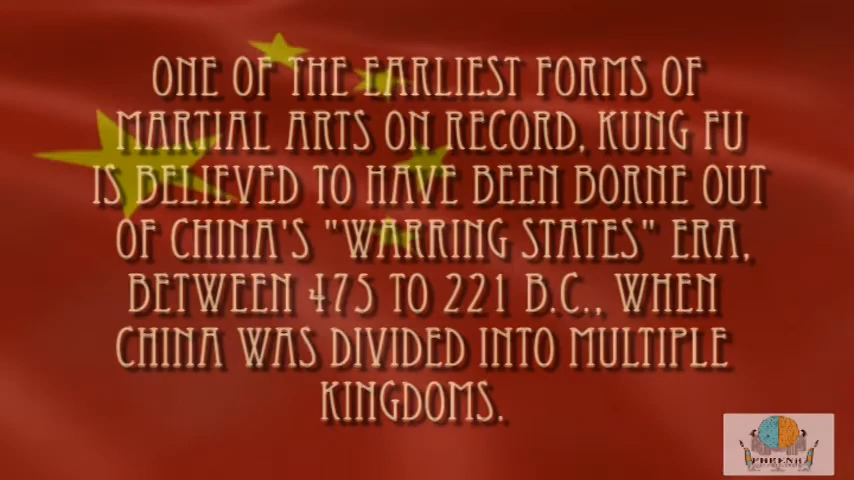 ONE OF THE EARLIEST FORMS OF
MARTIAL ARTS ON RECORD, KUNG FU
IS BELIEVED TO HAVE BEEN BORNE OUT
OF CHINA'S "WARRING STATES" ERA,
BETWEEN 475 TO 221 B.C., WHEN
CHINA WAS DIVIDED INTO MULTIPLE
KINGDOMS.